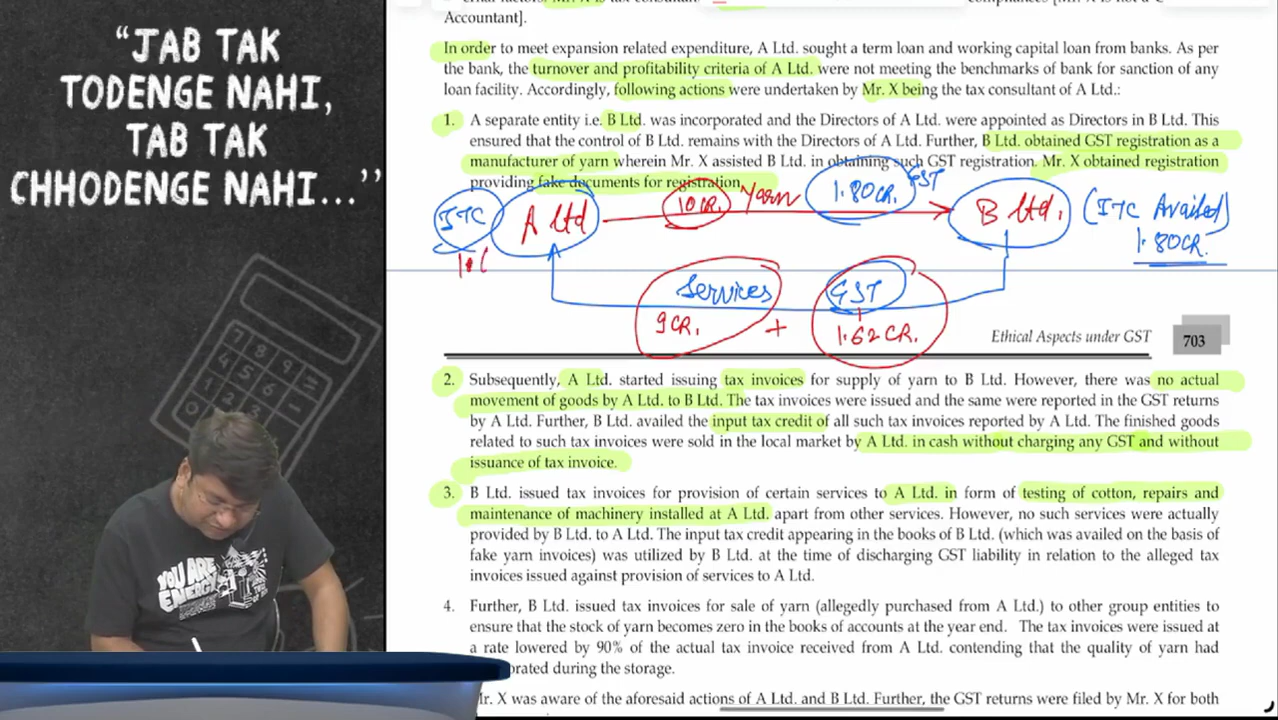 “JAB TAK
TODENGE NAHI,
TAB TAK
CHHODENGE NAHI...’’
YOU ARE
ENERGY
Accountant].
In order to meet expansion related expenditure, A Ltd. sought a term loan and working capital loan from banks. As per
the bank, the turnover and profitability criteria of A Ltd. were not meeting the benchmarks of bank for sanction of any
loan facility. Accordingly, following actions were undertaken by Mr. X being the tax consultant of A Ltd.:
1. A separate entity i.e. B Ltd. was incorporated and the Directors of A Ltd. were appointed as Directors in B Ltd. This
ensured that the control of B Ltd. remains with the Directors of A Ltd. Further, B Ltd. obtained GST registration as a
manufacturer of yarn wherein Mr. X assisted B Ltd. in obtaining such GST registration. Mr. X obtained registration
providing fake documents for registration.
ITC A Ltd 10 CR. Yarn 1.80CR. GST B Ltd. (ITC Availed)
1.80CR.
Services GST
9CR. + 1.62CR.
Ethical Aspects under GST 703
2. Subsequently, A Ltd. started issuing tax invoices for supply of yarn to B Ltd. However, there was no actual
movement of goods by A Ltd. to B Ltd. The tax invoices were issued and the same were reported in the GST returns
by A Ltd. Further, B Ltd. availed the input tax credit of all such tax invoices reported by A Ltd. The finished goods
related to such tax invoices were sold in the local market by A Ltd. in cash without charging any GST and without
issuance of tax invoice.
3. B Ltd. issued tax invoices for provision of certain services to A Ltd. in form of testing of cotton, repairs and
maintenance of machinery installed at A Ltd. apart from other services. However, no such services were actually
provided by B Ltd. to A Ltd. The input tax credit appearing in the books of B Ltd. (which was availed on the basis of
fake yarn invoices) was utilized by B Ltd. at the time of discharging GST liability in relation to the alleged tax
invoices issued against provision of services to A Ltd.
4. Further, B Ltd. issued tax invoices for sale of yarn (allegedly purchased from A Ltd.) to other group entities to
ensure that the stock of yarn becomes zero in the books of accounts at the year end. The tax invoices were issued at
a rate lowered by 90% of the actual tax invoice received from A Ltd. contending that the quality of yarn had
orated during the storage.
Mr. X was aware of the aforesaid actions of A Ltd. and B Ltd. Further, the GST returns were filed by Mr. X for both